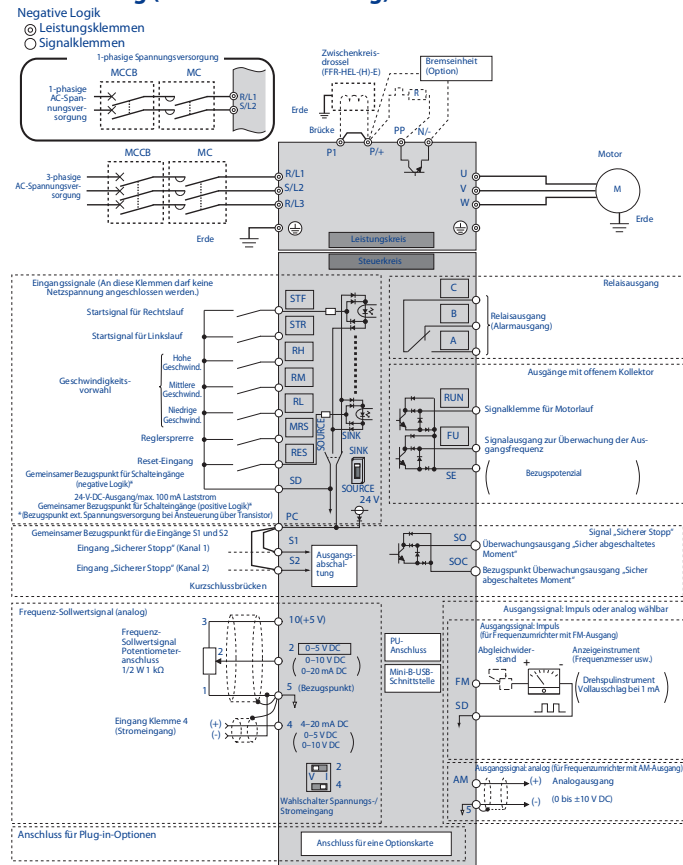 Negative Logik
Leistungsklemmen
Signalklemmen
1-phasige Spannungsversorgung
MCCB
MC
1-phasige
AC-Span-
nungsver-
sorgung
R/L1
S/L2
Zwischenkreis-
drossel
(FFR-HEL-(H)-E)
Bremseinheit
(Option)
R
Erde
Brücke
PP
N/-
P1
P/+
MCCB
MC
3-phasige
AC-Spannungsver-
sorgung
R/L1
S/L2
R/L3
U
V
W
Motor
M
Erde
Erde
Leistungskreis
Steuerkreis
Eingangssignale (An diese Klemmen darf keine
Netzspannung angeschlossen werden.)
Startsignal für Rechtslauf
STF
Startsignal für Linkslauf
STR
Geschwindigkeits-
vorwahl
Hohe
Geschwind.
RH
Mittlere
Geschwind.
RM
Niedrige
Geschwind.
RL
Reglersperre
MRS
Reset-Eingang
RES
SOURCE
SINK
SINK
SOURCE
24 V
Gemeinsamer Bezugspunkt für Schalteingänge
(negative Logik)*
SD
24-V-DC-Ausgang/max. 100 mA Laststrom
Gemeinsamer Bezugspunkt für Schalteingänge (positive Logik)*
*(Bezugspunkt ext. Spannungsversorgung bei Ansteuerung über Transistor)
PC
Relaisausgang
C
B
A
Relaisausgang
(Alarmausgang)
Ausgänge mit offenem Kollektor
RUN
Signalklemme für Motorlauf
FU
Signalausgang zur Überwachung der Aus-
gangsfrequenz
SE
(Bezugspotenzial)
Gemeinsamer Bezugspunkt für die Eingänge S1 und S2
Eingang „Sicherer Stopp“ (Kanal 1)
S1
Eingang „Sicherer Stopp“ (Kanal 2)
S2
Kurzschlussbrücken
Ausgangs-
abschal-
tung
Signal „Sicherer Stopp“
SO
Überwachungsausgang „Sicher abgeschaltetes
Moment“
SOC
Bezugspunkt Überwachungsausgang „Sicher
abgeschaltetes Moment“
Frequenz-Sollwertsignal (analog)
Frequenz-
Sollwertsignal
Potentiometer-
anschluss
1/2 W 1 kΩ
3
2
1
10(+5 V)
2
0–5 V DC
(0–10 V DC
0–20 mA DC)
5 (Bezugspunkt)
Eingang Klemme 4
(Stromeingang)
(+)
(-)
4
4–20 mA DC
(0–5 V DC
0–10 V DC)
V I
2
4
Wahlschalter Spannungs-/
Stromeingang
PU-
Anschluss
Mini-B-USB-
Schnittstelle
Ausgangssignal: Impuls oder analog wählbar
Ausgangssignal: Impuls
(für Frequenzumrichter mit FM-Ausgang)
Abgleichwider-
stand
+
-
Anzeigeinstrument
(Frequenzmesser usw.)
FM
SD
(Drehspulinstrument
Vollausschlag bei 1 mA)
Ausgangssignal: analog (für Frequenzumrichter mit AM-Ausgang)
AM
(+)
Analogausgang
5
(-)
(0 bis ±10 V DC)
Anschluss für Plug-in-Optionen
Anschluss für eine Optionskarte